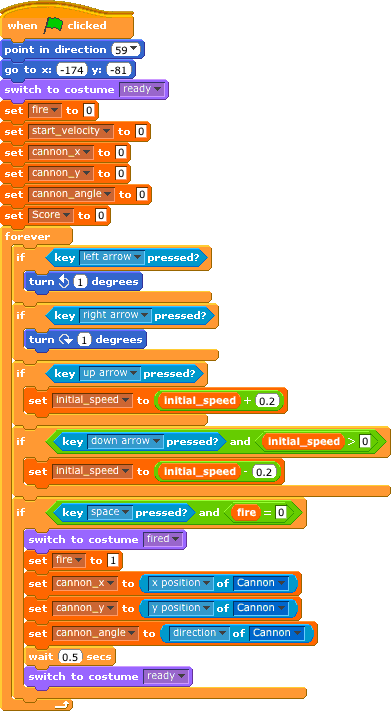 when clicked
point in direction 59
go to x: -174 y: -81
switch to costume ready
set fire to 0
set start_velocity to 0
set cannon_x to 0
set cannon_y to 0
set cannon_angle to 0
set Score to 0
forever
if key left arrow pressed?
turn 1 degrees
if key right arrow pressed?
turn 1 degrees
if key up arrow pressed?
set initial_speed to initial_speed + 0.2
if key down arrow pressed? and initial_speed > 0
set initial_speed to initial_speed - 0.2
if key space pressed? and fire = 0
switch to costume fired
set fire to 1
set cannon_x to x position of Cannon
set cannon_y to y position of Cannon
set cannon_angle to direction of Cannon
wait 0.5 secs
switch to costume ready